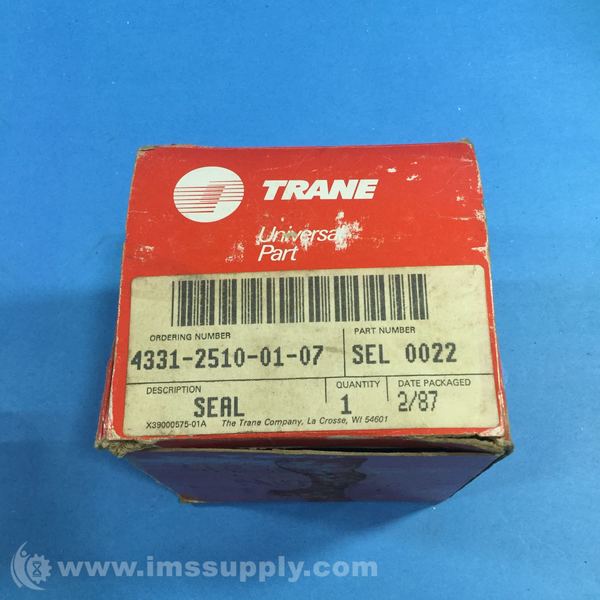 TRANE
Universal
Part
ORDERING NUMBER
4331-2510-01-07
PART NUMBER
SEL 0022
DESCRIPTION
SEAL
QUANTITY
1
DATE PACKAGED
2/87
X39000575-01A
The Trane Company, La Crosse, WI 54601
www.imssupply.com